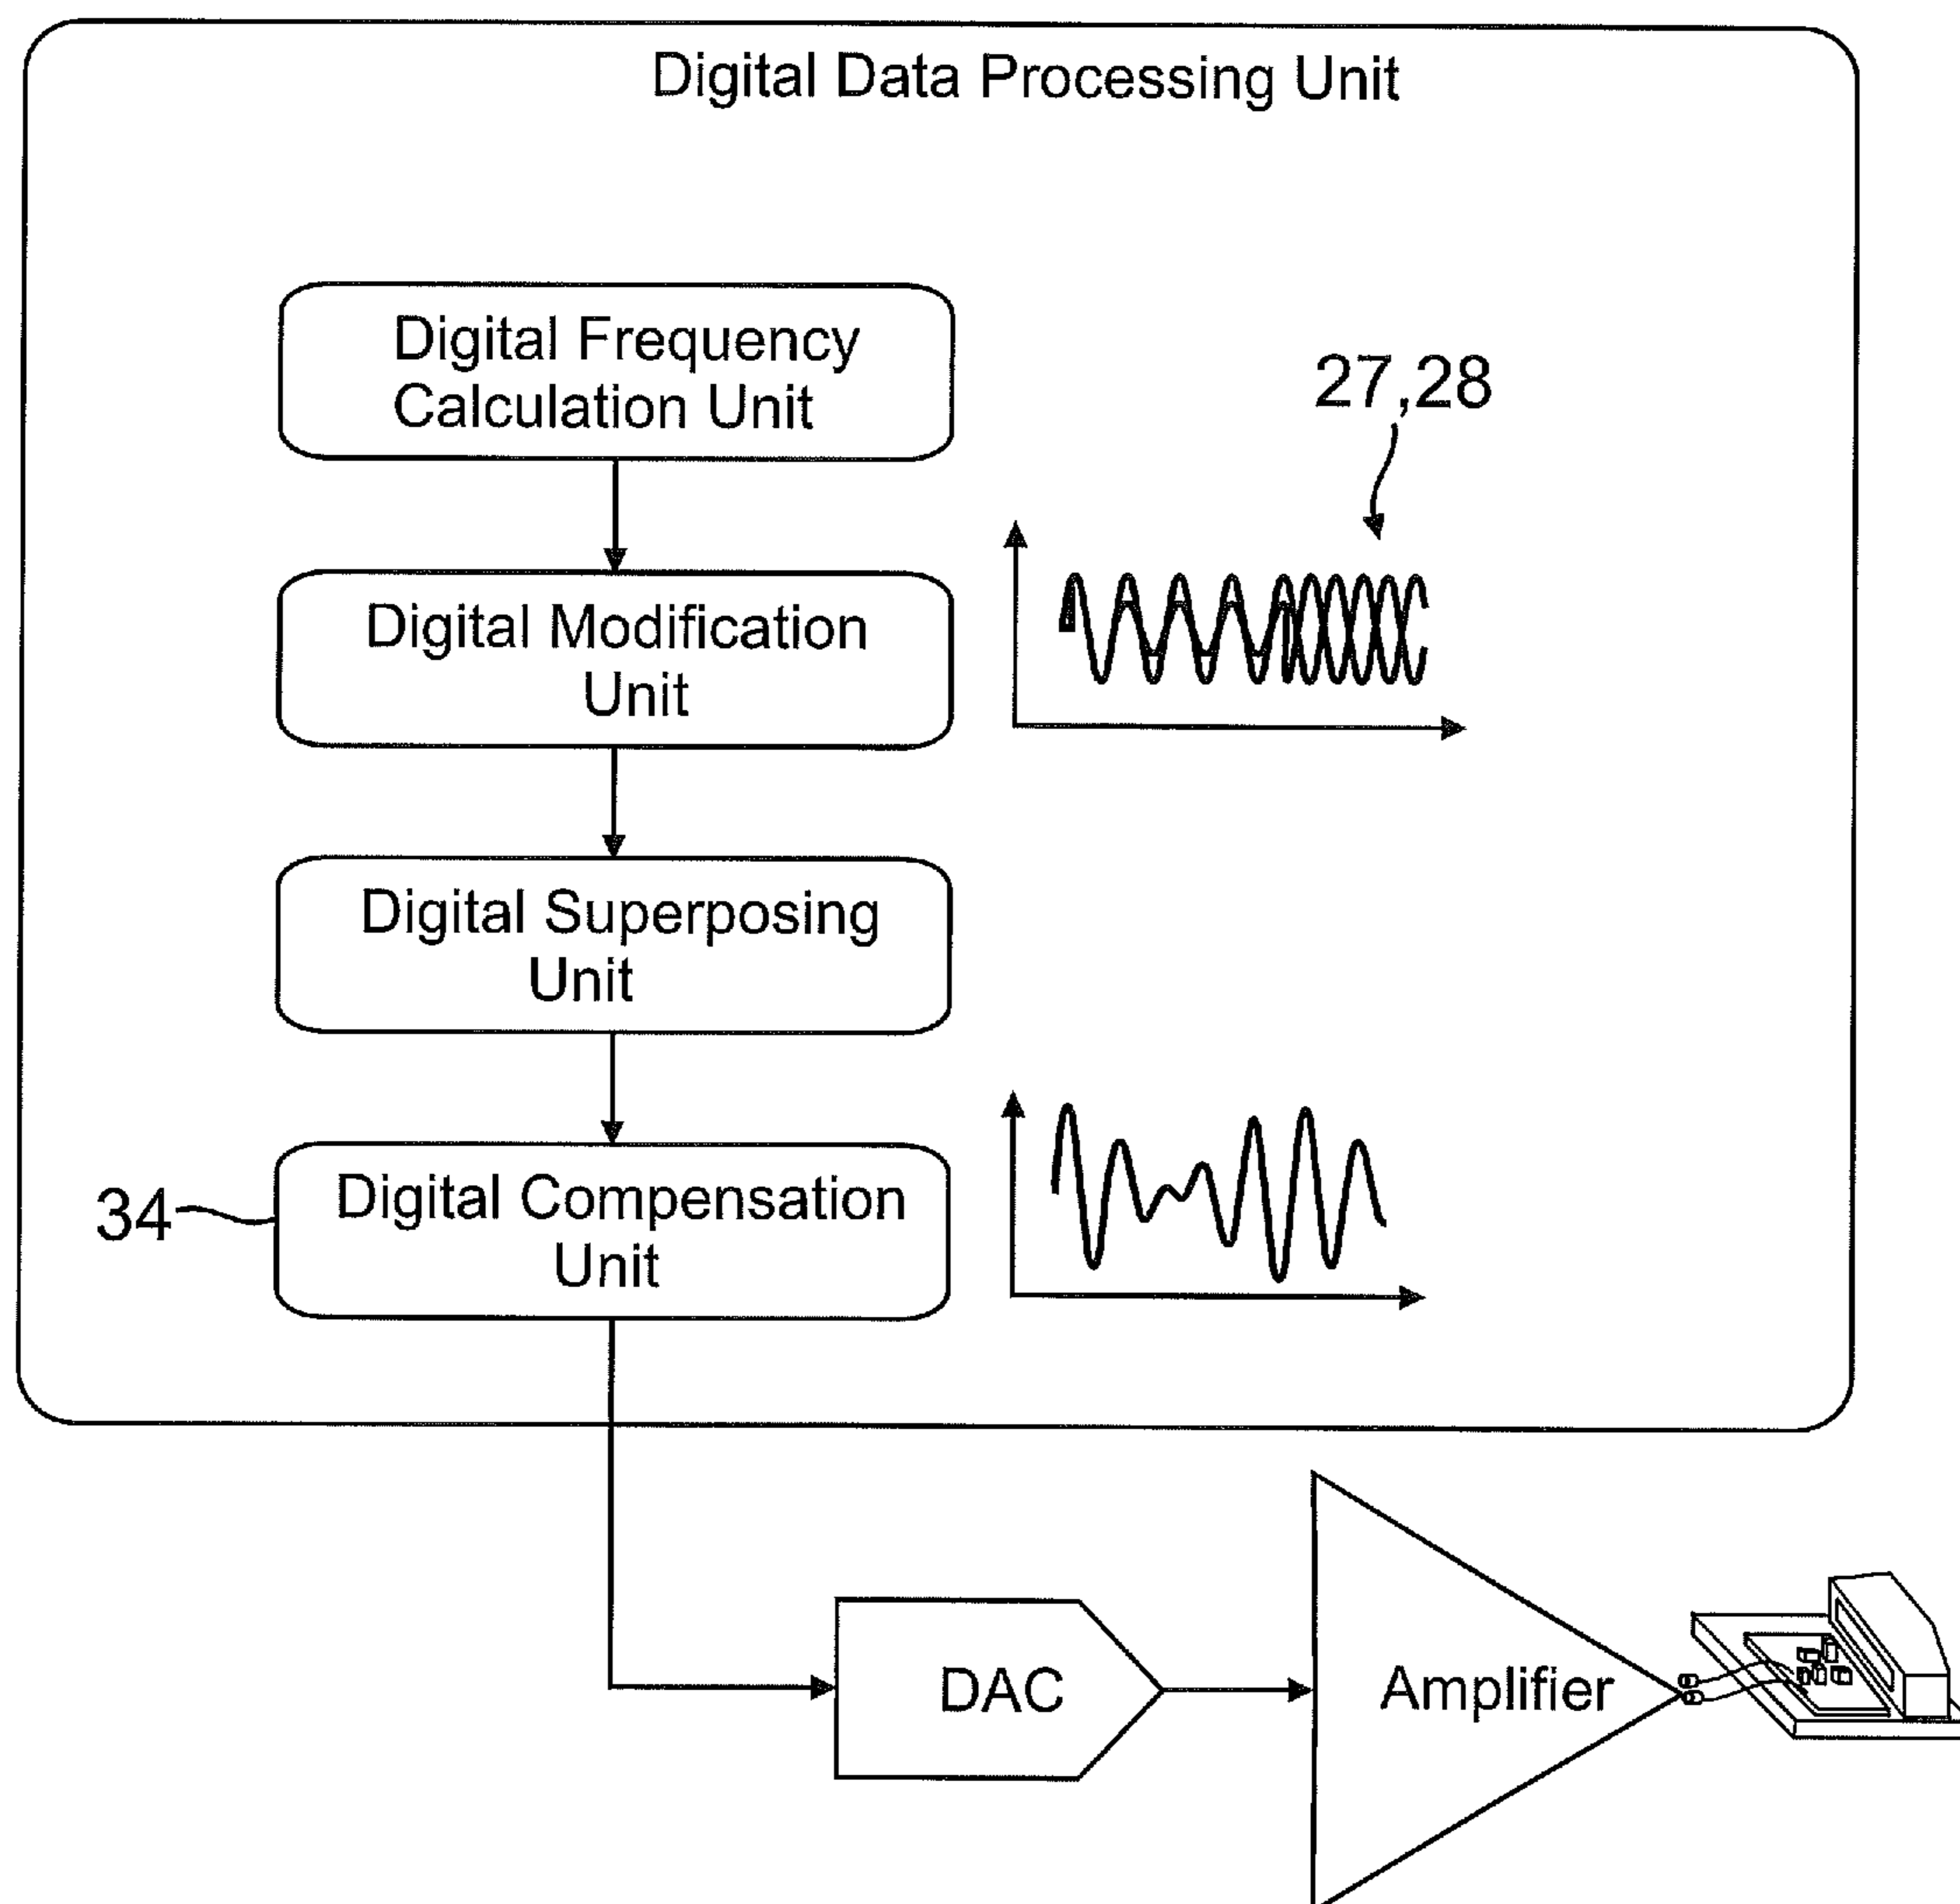 Digital Data Processing Unit
Digital Frequency
Calculation Unit
27,28
Digital Modification
Unit
Digital Superposing
Unit
34
Digital Compensation
Unit
DAC
Amplifier